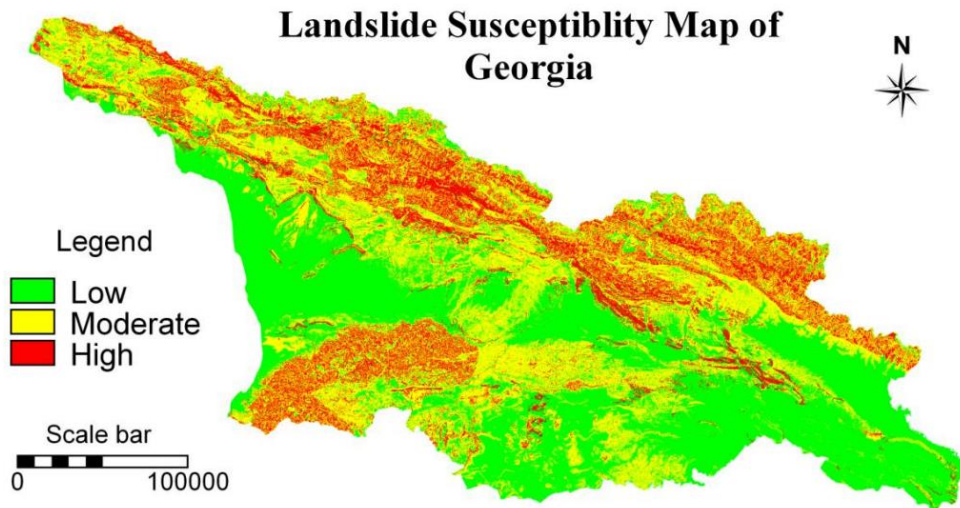 Landslide Susceptiblity Map of
Georgia
N
Legend
Low
Moderate
High
Scale bar
0 100000